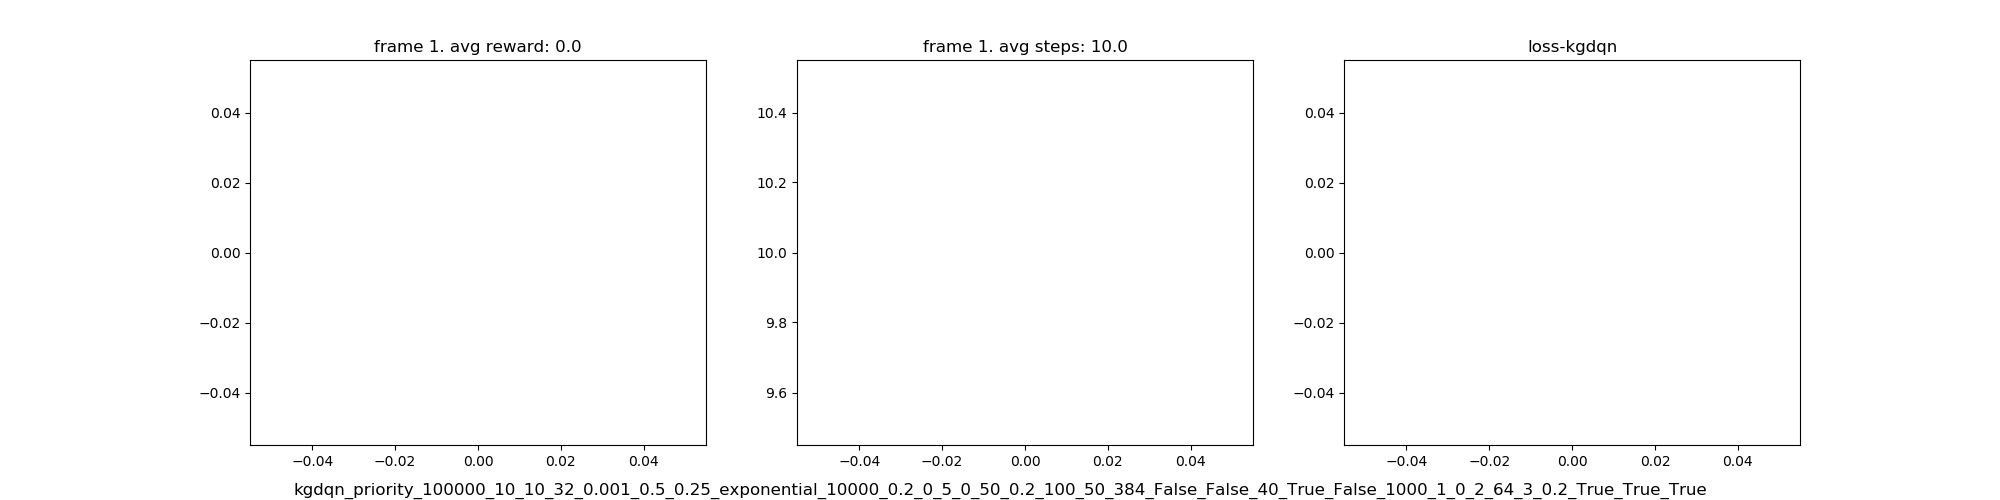 frame 1. avg reward: 0.0 frame 1. avg steps: 10.0 loss-kgdqn
0.04 10.4 0.04
0.02 10.2 0.02
0.00 10.0 0.00
−0.02 9.8 −0.02
−0.04 9.6 −0.04
−0.04 −0.02 0.00 0.02 0.04 −0.04 −0.02 0.00 0.02 0.04 −0.04 −0.02 0.00 0.02 0.04
kgdqn_priority_100000_10_10_32_0.001_0.5_0.25_exponential_10000_0.2_0_5_0_50_0.2_100_50_384_False_False_40_True_False_1000_1_0_2_64_3_0.2_True_True_True